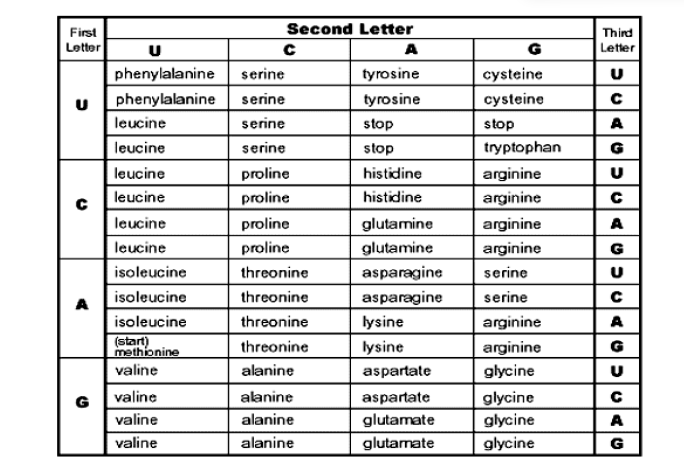 First Letter Second Letter Third Letter
U C A G
U phenylalanine serine tyrosine cysteine U
phenylalanine serine tyrosine cysteine C
leucine serine stop stop A
leucine serine stop tryptophan G
C leucine proline histidine arginine U
leucine proline histidine arginine C
leucine proline glutamine arginine A
leucine proline glutamine arginine G
A isoleucine threonine asparagine serine U
isoleucine threonine asparagine serine C
isoleucine threonine lysine arginine A
(start) methionine threonine lysine arginine G
G valine alanine aspartate glycine U
valine alanine aspartate glycine C
valine alanine glutamate glycine A
valine alanine glutamate glycine G